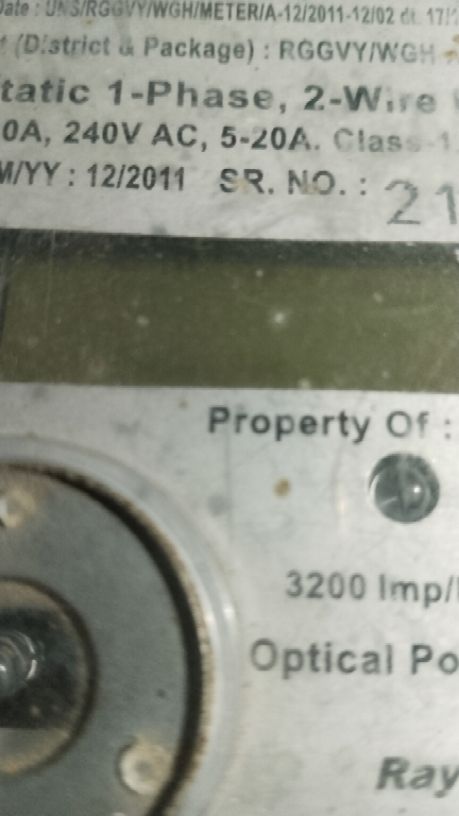 Date : UNS/RGGVY/WGH/METER/A-12/2011-12/02 dt. 17/1
(District & Package) : RGGVY/WGH
tatic 1-Phase, 2-Wire
0A, 240V AC, 5-20A. Class-1
M/YY : 12/2011 SR. NO. : 21
Property Of :
3200 Imp/
Optical Po
Ray